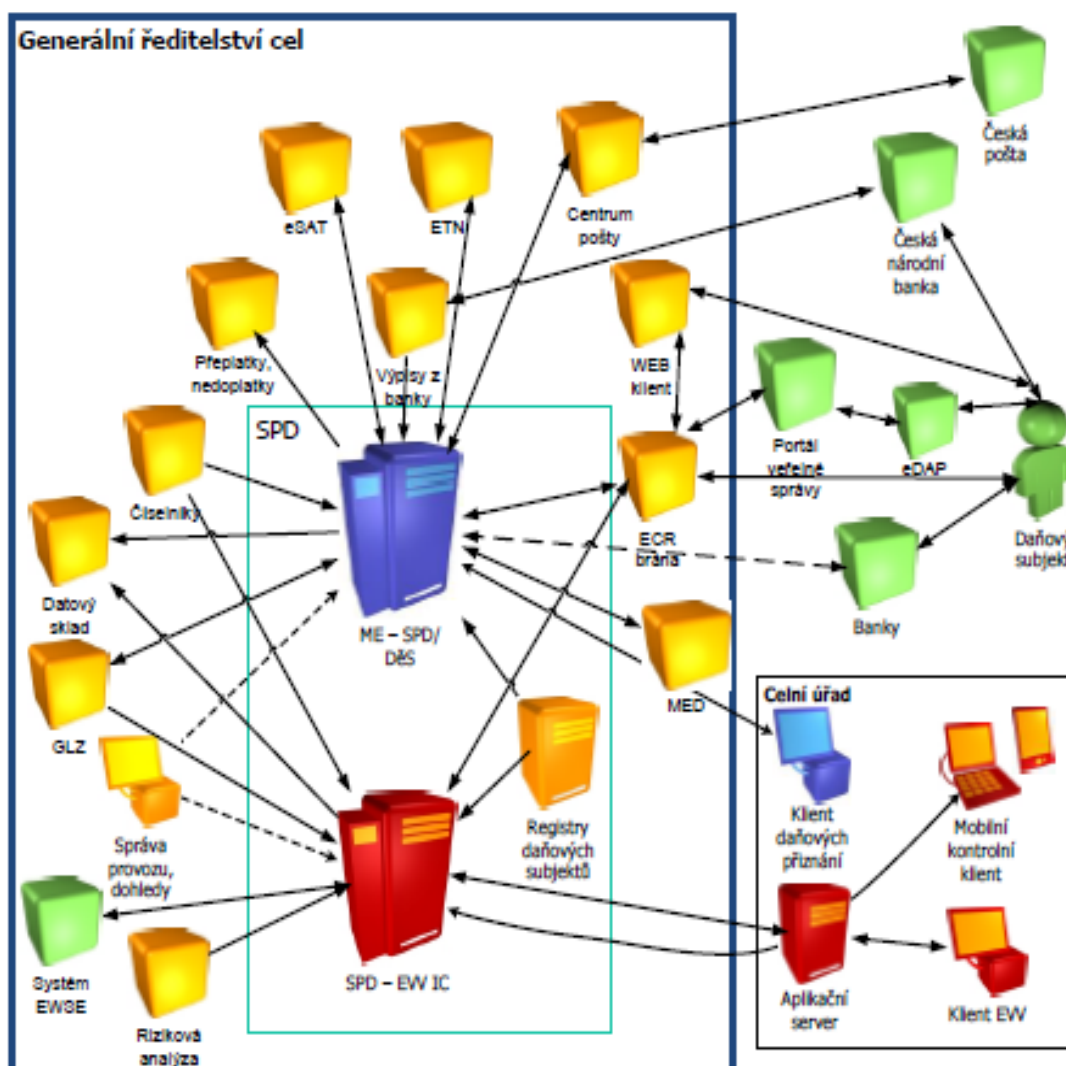 Generální ředitelství cel
eSAT
ETN
Centrum
pošty
Česká
pošta
Česká
národní
banka
Přeplatky,
nedoplatky
Výpisy z
banky
WEB
klient
SPD
Číselníky
Portál
veřejné
správy
eDAP
ECR
brána
Daňový
subjekt
Datový
sklad
ME – SPD/
DěS
Banky
GLZ
MED
Celní úřad
Správa
provozu,
dohledy
Registry
daňových
subjektů
Klient
daňových
přiznání
Mobilní
kontrolní
klient
Systém
EWSE
SPD – EVV IC
Riziková
analýza
Aplikační
server
Klient EVV